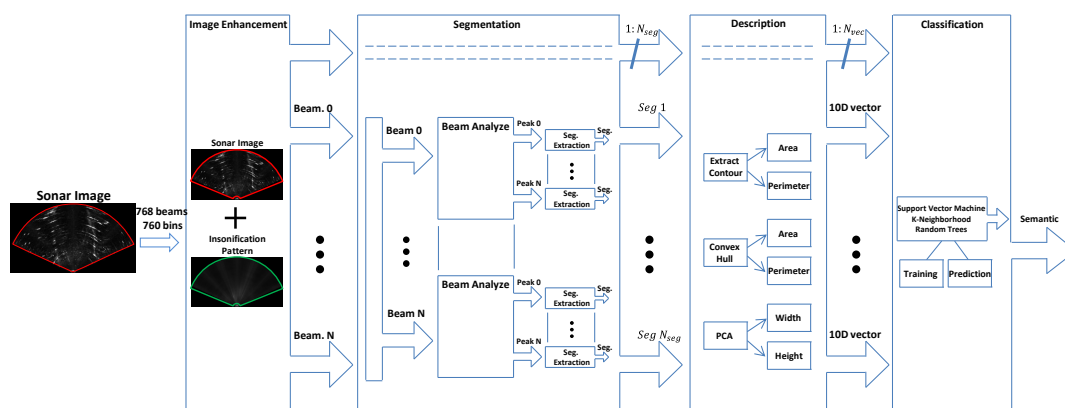 Image Enhancement
Segmentation
Description
Classification
1: N_seg
1: N_vec
Sonar Image
768 beams
760 bins
Sonar Image
+
Insonification
Pattern
Beam. 0
Beam. N
Beam 0
Beam N
Beam Analyze
Peak 0
Peak N
Seg.
Extraction
Seg.
Seg.
Extraction
Seg.
Beam Analyze
Peak 0
Peak N
Seg.
Extraction
Seg.
Seg.
Extraction
Seg.
Seg 1
Seg N_seg
Extract
Contour
Area
Perimeter
Convex
Hull
Area
Perimeter
PCA
Width
Height
10D vector
10D vector
Support Vector Machine
K-Neighborhood
Random Trees
Training
Prediction
Semantic